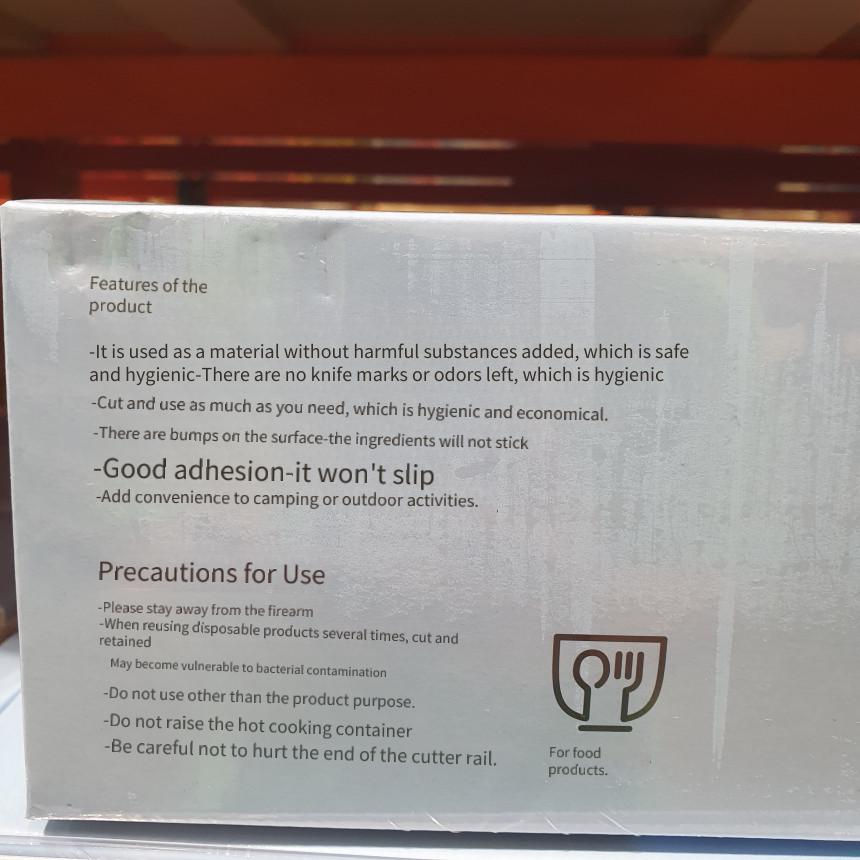 Features of the
product
-It is used as a material without harmful substances added, which is safe
and hygienic-There are no knife marks or odors left, which is hygienic
-Cut and use as much as you need, which is hygienic and economical.
-There are bumps on the surface-the ingredients will not stick
-Good adhesion-it won't slip
-Add convenience to camping or outdoor activities.
Precautions for Use
-Please stay away from the firearm
-When reusing disposable products several times, cut and
retained
May become vulnerable to bacterial contamination
-Do not use other than the product purpose.
-Do not raise the hot cooking container
-Be careful not to hurt the end of the cutter rail.
For food
products.